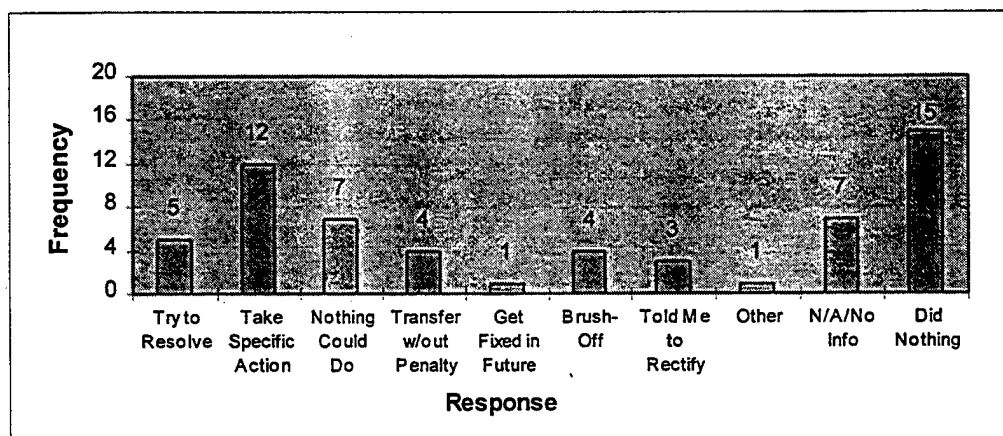 20
16
12
8
4
0
Frequency
5
12
7
4
1
4
3
1
7
15
Try to Resolve
Take Specific Action
Nothing Could Do
Transfer w/out Penalty
Get Fixed in Future
Brush-Off
Told Me to Rectify
Other
N/A/No Info
Did Nothing
Response